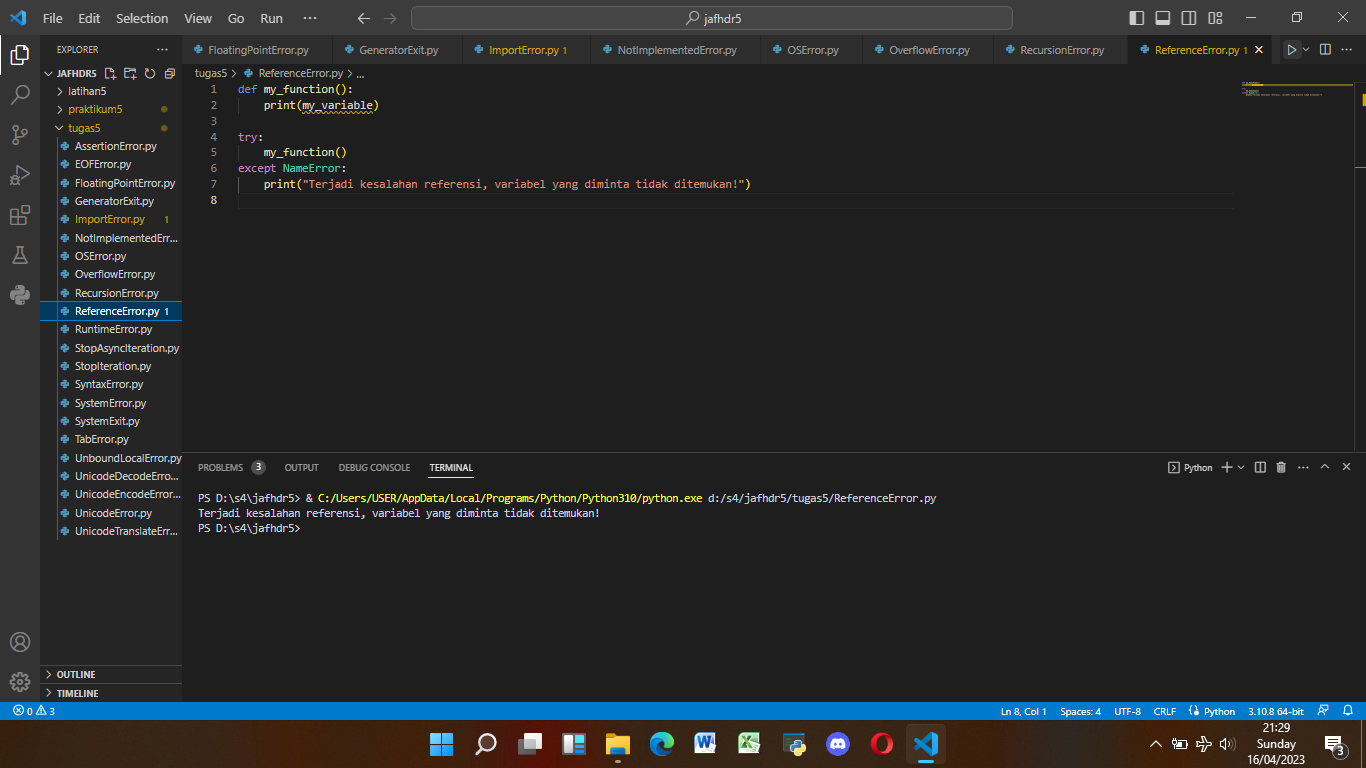 File Edit Selection View Go Run ··· jafhdr5
EXPLORER ···
FloatingPointError.py GeneratorExit.py ImportError.py 1 NotImplementedError.py OSError.py OverflowError.py RecursionError.py ReferenceError.py 1
JAFHDR5
latihan5
praktikum5
tugas5
AssertionError.py
EOFError.py
FloatingPointError.py
GeneratorExit.py
ImportError.py 1
NotImplementedErr...
OSError.py
OverflowError.py
RecursionError.py
ReferenceError.py 1
RuntimeError.py
StopAsyncIteration.py
StopIteration.py
SyntaxError.py
SystemError.py
SystemExit.py
TabError.py
UnboundLocalError.py
UnicodeDecodeErro...
UnicodeEncodeError...
UnicodeError.py
UnicodeTranslateErr...
OUTLINE
TIMELINE
tugas5 > ReferenceError.py > ...
1 def my_function():
2 print(my_variable)
3
4 try:
5 my_function()
6 except NameError:
7 print("Terjadi kesalahan referensi, variabel yang diminta tidak ditemukan!")
8
PROBLEMS 3 OUTPUT DEBUG CONSOLE TERMINAL Python
PS D:\s4\jafhdr5> & C:/Users/USER/AppData/Local/Programs/Python/Python310/python.exe d:/s4/jafhdr5/tugas5/ReferenceError.py
Terjadi kesalahan referensi, variabel yang diminta tidak ditemukan!
PS D:\s4\jafhdr5>
0 3 Ln 8, Col 1 Spaces: 4 UTF-8 CRLF Python 3.10.8 64-bit
21:29
Sunday
16/04/2023
3